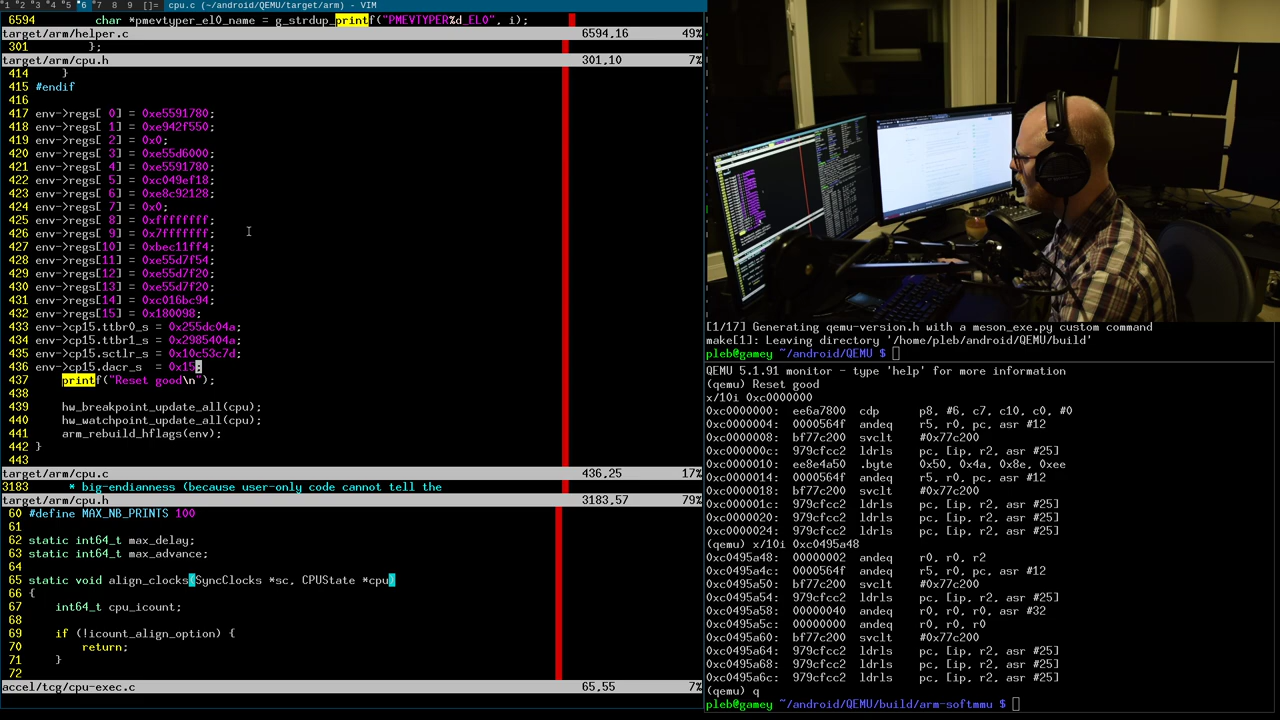 1 2 3 4 5 6 7 8 9 []= cpu.c (~/android/QEMU/target/arm) - VIM
6594         char *pmevtyper_el0_name = g_strdup_printf("PMEVTYPER%d_EL0", i);
target/arm/helper.c 6594,16 49%
301         };
target/arm/cpu.h 301,10 7%
414     }
415 #endif
416
417 env->regs[ 0] = 0xe5591780;
418 env->regs[ 1] = 0xe942f550;
419 env->regs[ 2] = 0x0;
420 env->regs[ 3] = 0xe55d6000;
421 env->regs[ 4] = 0xe5591780;
422 env->regs[ 5] = 0xc049ef18;
423 env->regs[ 6] = 0xe8c92128;
424 env->regs[ 7] = 0x0;
425 env->regs[ 8] = 0xffffffff;
426 env->regs[ 9] = 0x7fffffff;
427 env->regs[10] = 0xbec11ff4;
428 env->regs[11] = 0xe55d7f54;
429 env->regs[12] = 0xe55d7f20;
430 env->regs[13] = 0xe55d7f20;
431 env->regs[14] = 0xc016bc94;
432 env->regs[15] = 0x180098;
433 env->cp15.ttbr0_s = 0x255dc04a;
434 env->cp15.ttbr1_s = 0x2985404a;
435 env->cp15.sctlr_s = 0x10c53c7d;
436 env->cp15.dacr_s  = 0x15;
437     printf("Reset good\n");
438
439     hw_breakpoint_update_all(cpu);
440     hw_watchpoint_update_all(cpu);
441     arm_rebuild_hflags(env);
442 }
443
target/arm/cpu.c 436,25 17%
3183      * big-endianness (because user-only code cannot tell the
target/arm/cpu.h 3183,57 79%
60 #define MAX_NB_PRINTS 100
61
62 static int64_t max_delay;
63 static int64_t max_advance;
64
65 static void align_clocks(SyncClocks *sc, CPUState *cpu)
66 {
67     int64_t cpu_icount;
68
69     if (!icount_align_option) {
70         return;
71     }
72
accel/tcg/cpu-exec.c 65,55 7%
[1/17] Generating qemu-version.h with a meson_exe.py custom command
make[1]: Leaving directory '/home/pleb/android/QEMU/build'
pleb@gamey ~/android/QEMU $
QEMU 5.1.91 monitor - type 'help' for more information
(qemu) Reset good
x/10i 0xc0000000
0xc0000000:  ee6a7800  cdp      p8, #6, c7, c10, c0, #0
0xc0000004:  0000564f  andeq    r5, r0, pc, asr #12
0xc0000008:  bf77c200  svclt    #0x77c200
0xc000000c:  979cfcc2  ldrls    pc, [ip, r2, asr #25]
0xc0000010:  ee8e4a50  .byte    0x50, 0x4a, 0x8e, 0xee
0xc0000014:  0000564f  andeq    r5, r0, pc, asr #12
0xc0000018:  bf77c200  svclt    #0x77c200
0xc000001c:  979cfcc2  ldrls    pc, [ip, r2, asr #25]
0xc0000020:  979cfcc2  ldrls    pc, [ip, r2, asr #25]
0xc0000024:  979cfcc2  ldrls    pc, [ip, r2, asr #25]
(qemu) x/10i 0xc0495a48
0xc0495a48:  00000002  andeq    r0, r0, r2
0xc0495a4c:  0000564f  andeq    r5, r0, pc, asr #12
0xc0495a50:  bf77c200  svclt    #0x77c200
0xc0495a54:  979cfcc2  ldrls    pc, [ip, r2, asr #25]
0xc0495a58:  00000040  andeq    r0, r0, r0, asr #32
0xc0495a5c:  00000000  andeq    r0, r0, r0
0xc0495a60:  bf77c200  svclt    #0x77c200
0xc0495a64:  979cfcc2  ldrls    pc, [ip, r2, asr #25]
0xc0495a68:  979cfcc2  ldrls    pc, [ip, r2, asr #25]
0xc0495a6c:  979cfcc2  ldrls    pc, [ip, r2, asr #25]
(qemu) q
pleb@gamey ~/android/QEMU/build/arm-softmmu $